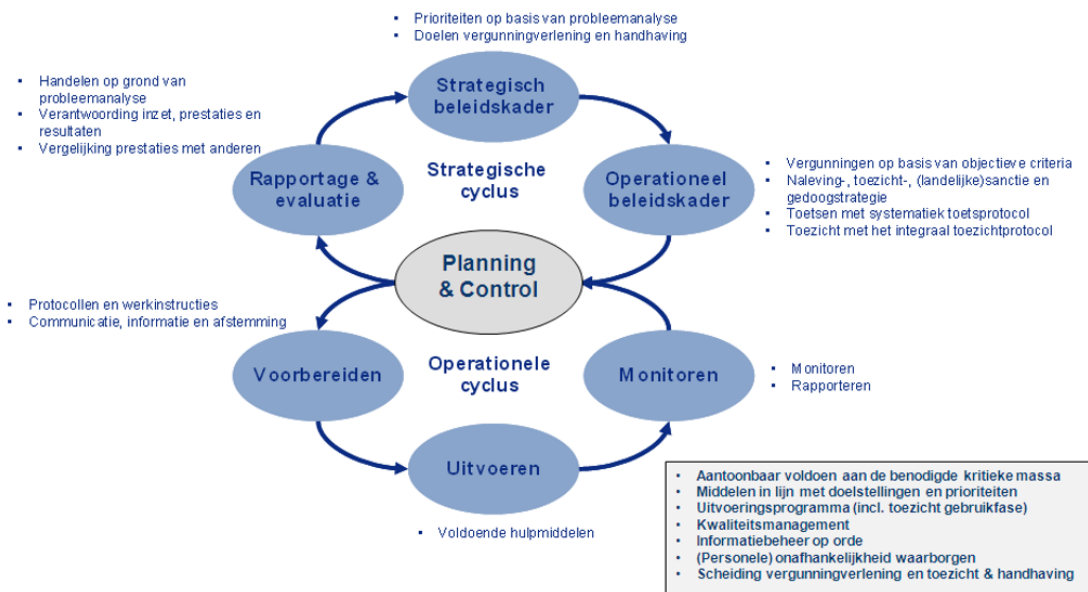 ▪ Prioriteiten op basis van probleemanalyse
▪ Doelen vergunningverlening en handhaving
Strategisch
beleidskader
▪ Handelen op grond van
probleemanalyse
▪ Verantwoording inzet, prestaties en
resultaten
▪ Vergelijking prestaties met anderen
Rapportage &
evaluatie
Strategische
cyclus
Operationeel
beleidskader
▪ Vergunningen op basis van objectieve criteria
▪ Naleving-, toezicht-, (landelijke)sanctie en
gedoogstrategie
▪ Toetsen met systematiek toetsprotocol
▪ Toezicht met het integraal toezichtprotocol
Planning
& Control
▪ Protocollen en werkinstructies
▪ Communicatie, informatie en afstemming
Voorbereiden
Operationele
cyclus
Monitoren
▪ Monitoren
▪ Rapporteren
Uitvoeren
▪ Voldoende hulpmiddelen
• Aantoonbaar voldoen aan de benodigde kritieke massa
• Middelen in lijn met doelstellingen en prioriteiten
• Uitvoeringsprogramma (incl. toezicht gebruikfase)
• Kwaliteitsmanagement
• Informatiebeheer op orde
• (Personele) onafhankelijkheid waarborgen
• Scheiding vergunningverlening en toezicht & handhaving